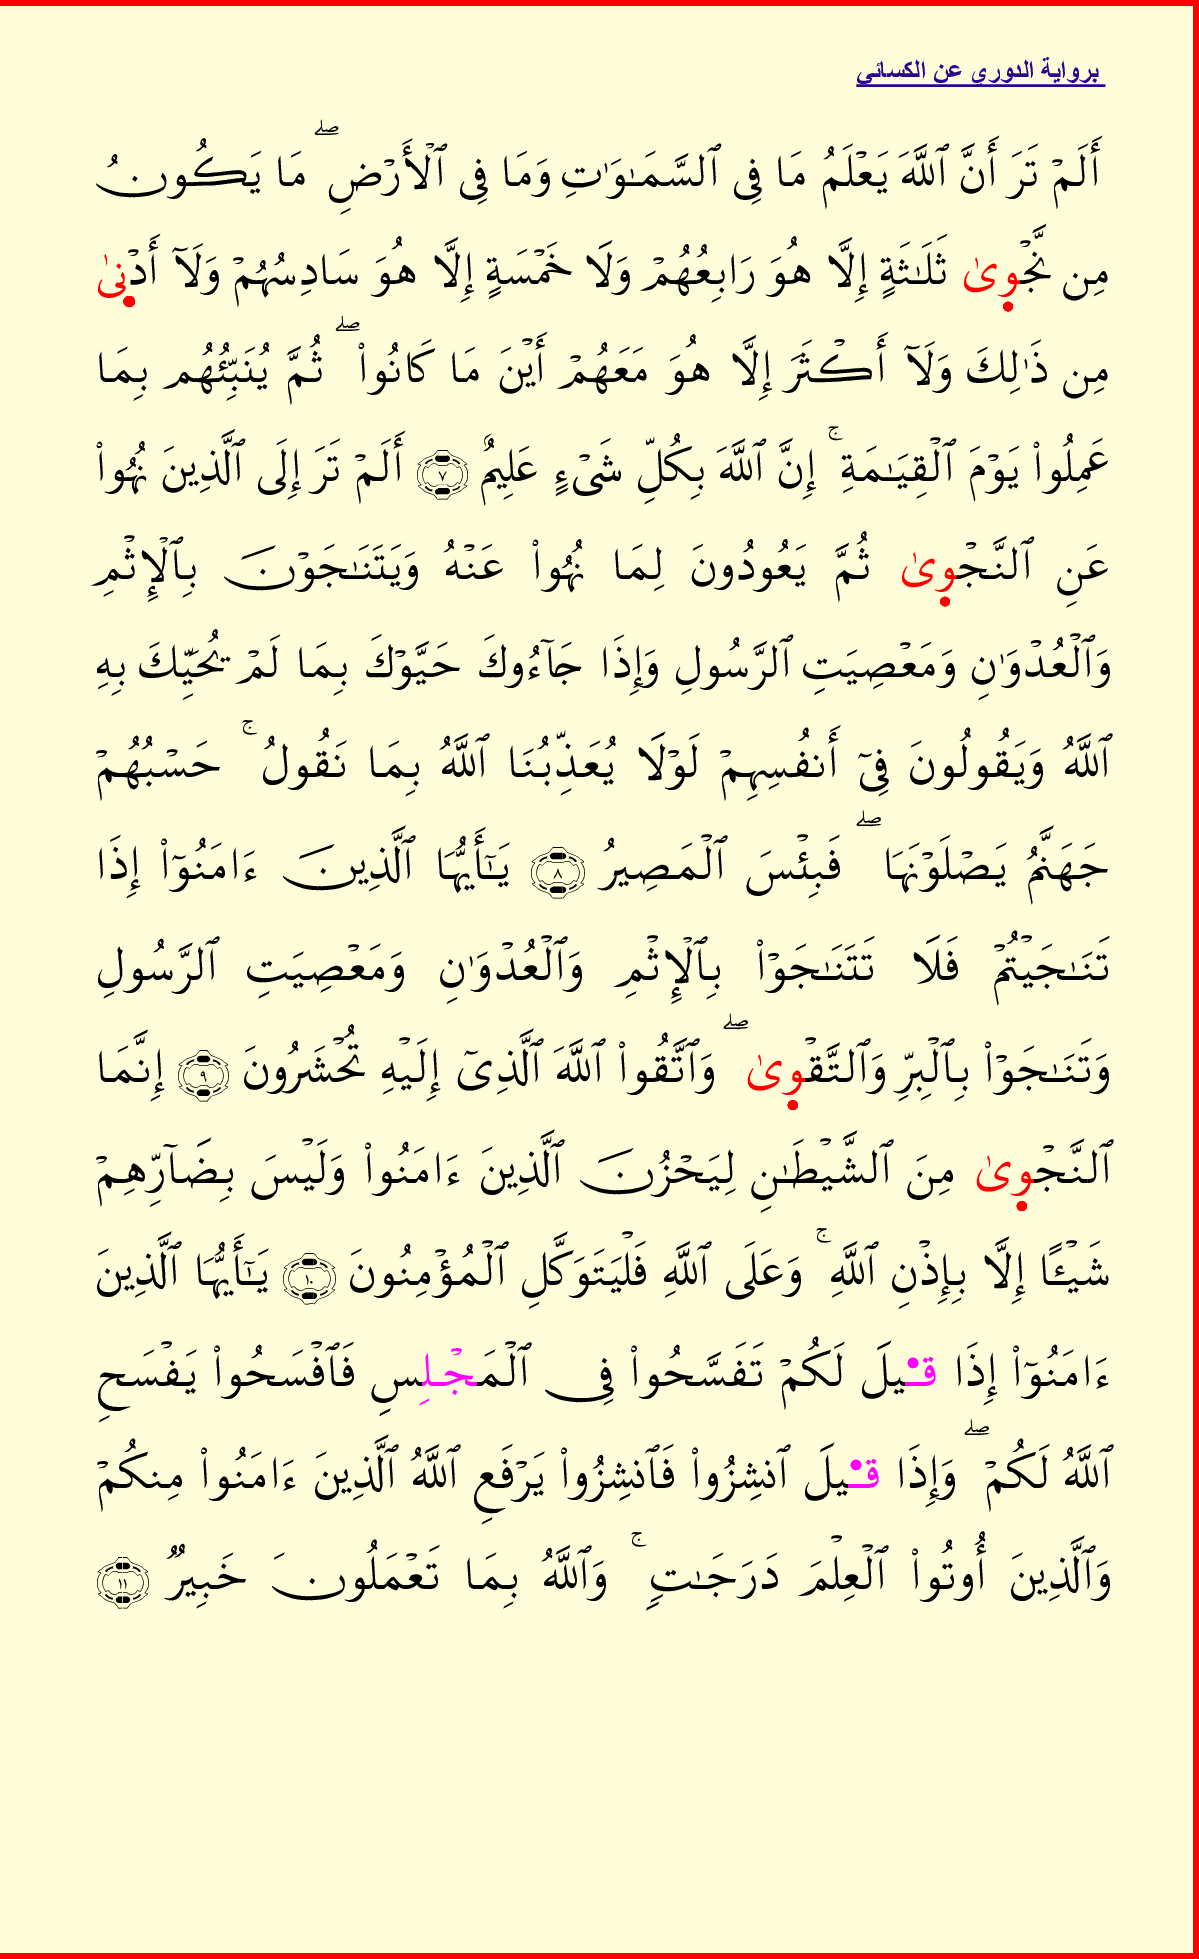 برواية الدوري عن الكسائي
أَلَمْ تَرَ أَنَّ ٱللَّهَ يَعْلَمُ مَا فِى ٱلسَّمَـٰوَٰتِ وَمَا فِى ٱلْأَرْضِ ۖ مَا يَكُونُ
مِن نَّجْوِىٰ ثَلَـٰثَةٍ إِلَّا هُوَ رَابِعُهُمْ وَلَا خَمْسَةٍ إِلَّا هُوَ سَادِسُهُمْ وَلَآ أَدْنِىٰ
مِن ذَٰلِكَ وَلَآ أَكْثَرَ إِلَّا هُوَ مَعَهُمْ أَيْنَ مَا كَانُوا۟ ۖ ثُمَّ يُنَبِّئُهُم بِمَا
عَمِلُوا۟ يَوْمَ ٱلْقِيَـٰمَةِ ۚ إِنَّ ٱللَّهَ بِكُلِّ شَىْءٍ عَلِيمٌ ٧ أَلَمْ تَرَ إِلَى ٱلَّذِينَ نُهُوا۟
عَنِ ٱلنَّجْوِىٰ ثُمَّ يَعُودُونَ لِمَا نُهُوا۟ عَنْهُ وَيَتَنَـٰجَوْنَ بِٱلْإِثْمِ
وَٱلْعُدْوَٰنِ وَمَعْصِيَتِ ٱلرَّسُولِ وَإِذَا جَآءُوكَ حَيَّوْكَ بِمَا لَمْ يُحَيِّكَ بِهِ
ٱللَّهُ وَيَقُولُونَ فِىٓ أَنفُسِهِمْ لَوْلَا يُعَذِّبُنَا ٱللَّهُ بِمَا نَقُولُ ۚ حَسْبُهُمْ
جَهَنَّمُ يَصْلَوْنَهَا ۖ فَبِئْسَ ٱلْمَصِيرُ ٨ يَـٰٓأَيُّهَا ٱلَّذِينَ ءَامَنُوٓا۟ إِذَا
تَنَـٰجَيْتُمْ فَلَا تَتَنَـٰجَوْا۟ بِٱلْإِثْمِ وَٱلْعُدْوَٰنِ وَمَعْصِيَتِ ٱلرَّسُولِ
وَتَنَـٰجَوْا۟ بِٱلْبِرِّ وَٱلتَّقْوِىٰ ۖ وَٱتَّقُوا۟ ٱللَّهَ ٱلَّذِىٓ إِلَيْهِ تُحْشَرُونَ ٩ إِنَّمَا
ٱلنَّجْوِىٰ مِنَ ٱلشَّيْطَـٰنِ لِيَحْزُنَ ٱلَّذِينَ ءَامَنُوا۟ وَلَيْسَ بِضَآرِّهِمْ
شَيْـًٔا إِلَّا بِإِذْنِ ٱللَّهِ ۚ وَعَلَى ٱللَّهِ فَلْيَتَوَكَّلِ ٱلْمُؤْمِنُونَ ١٠ يَـٰٓأَيُّهَا ٱلَّذِينَ
ءَامَنُوٓا۟ إِذَا قـيلَ لَكُمْ تَفَسَّحُوا۟ فِى ٱلْمَجْلِسِ فَٱفْسَحُوا۟ يَفْسَحِ
ٱللَّهُ لَكُمْ ۖ وَإِذَا قـيلَ ٱنشِزُوا۟ فَٱنشِزُوا۟ يَرْفَعِ ٱللَّهُ ٱلَّذِينَ ءَامَنُوا۟ مِنكُمْ
وَٱلَّذِينَ أُوتُوا۟ ٱلْعِلْمَ دَرَجَـٰتٍ ۚ وَٱللَّهُ بِمَا تَعْمَلُونَ خَبِيرٌ ١١